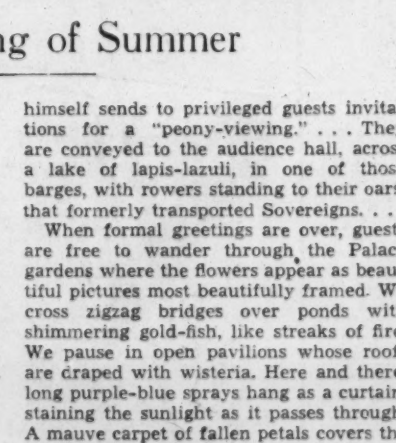 ng of Summer
himself sends to privileged guests invita
tions for a "peony-viewing." . . . The
are conveyed to the audience hall, acros
a lake of lapis-lazuli, in one of thos
barges, with rowers standing to their oars
that formerly transported Sovereigns. . .
When formal greetings are over, guest
are free to wander through the Palac
gardens where the flowers appear as beau
tiful pictures most beautifully framed. W
cross zigzag bridges over ponds wit
shimmering gold-fish, like streaks of fire
We pause in open pavilions whose roof
are draped with wisteria. Here and there
long purple-blue sprays hang as a curtain
staining the sunlight as it passes through
A mauve carpet of fallen petals covers th